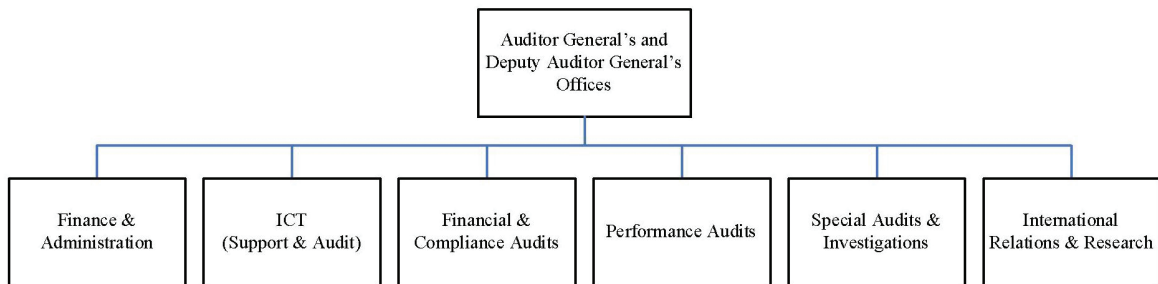 Auditor General’s and
Deputy Auditor General’s
Offices
Finance &
Administration
ICT
(Support & Audit)
Financial &
Compliance Audits
Performance Audits
Special Audits &
Investigations
International
Relations & Research